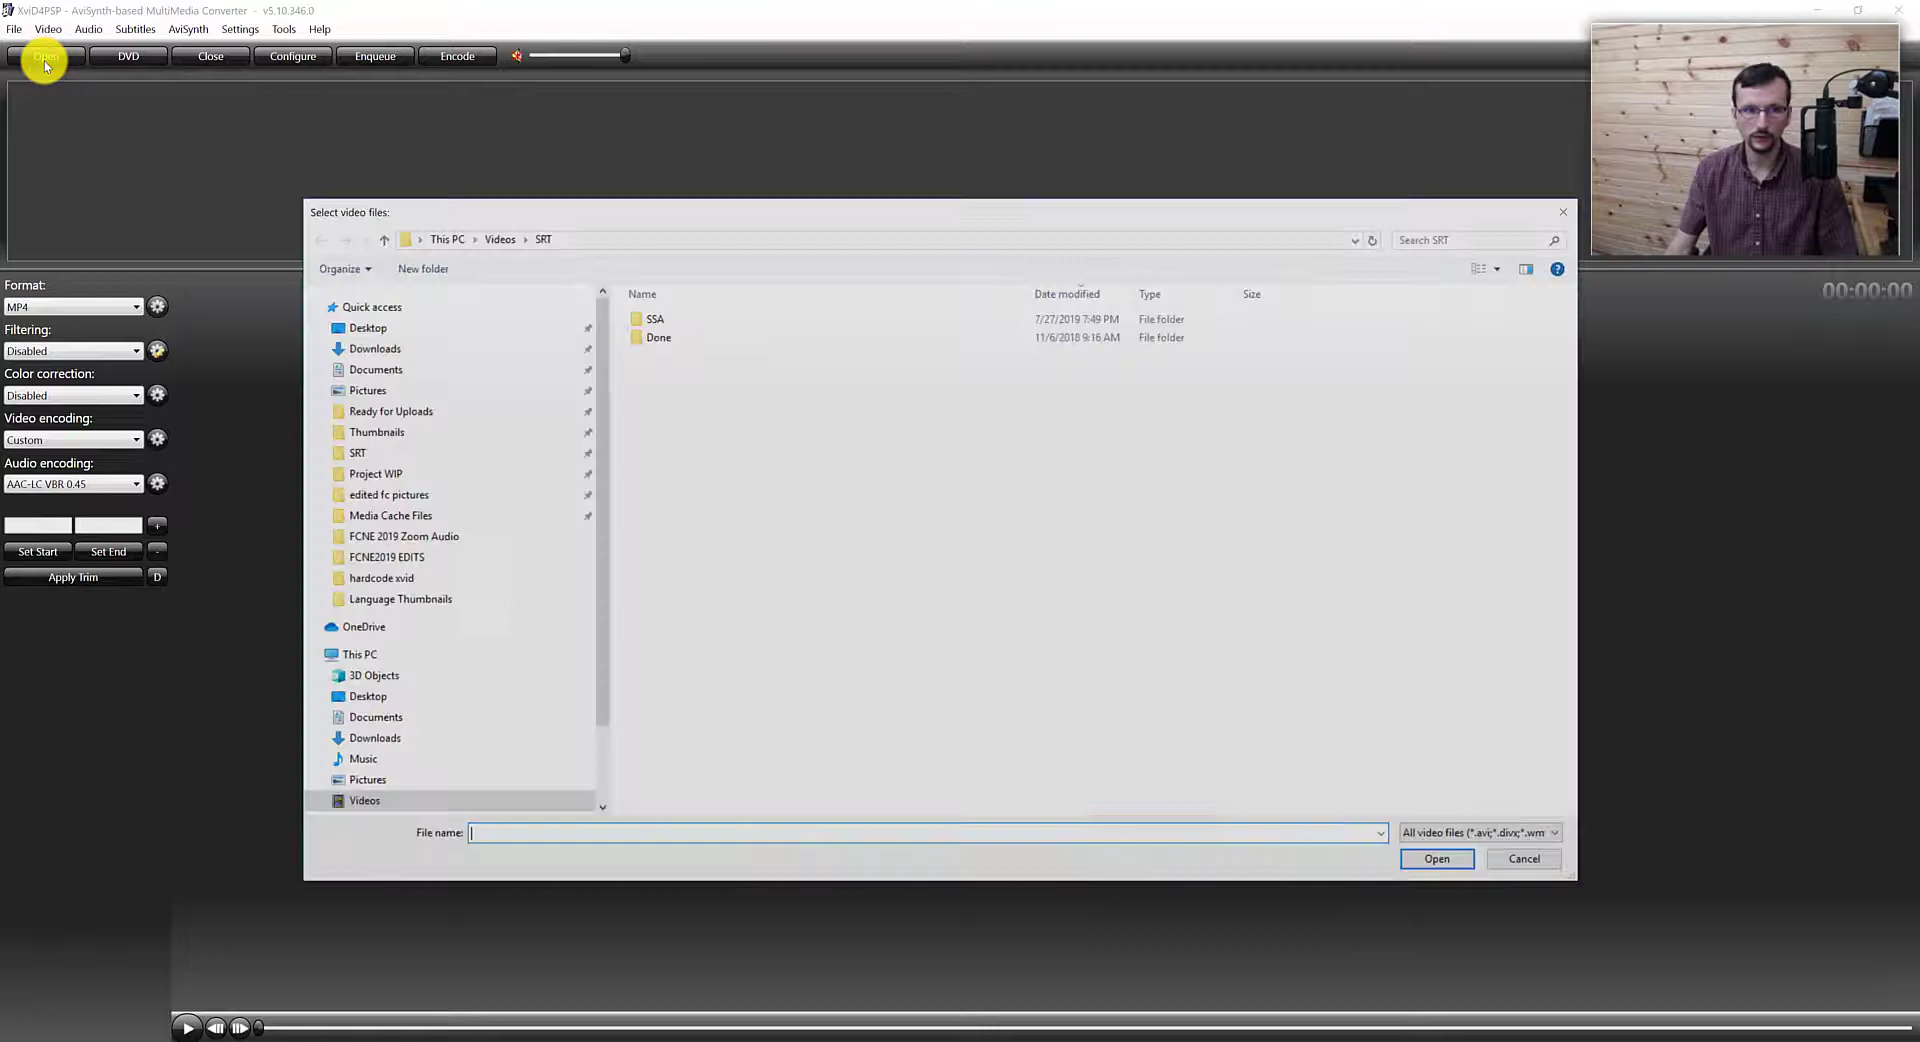 XviD4PSP - AviSynth-based MultiMedia Converter - v5.10.346.0
File Video Audio Subtitles AviSynth Settings Tools Help
Open DVD Close Configure Enqueue Encode
Select video files:
This PC Videos SRT
Search SRT
Organize New folder
Name Date modified Type Size
SSA 7/27/2019 7:49 PM File folder
Done 11/6/2018 9:16 AM File folder
Quick access
Desktop
Downloads
Documents
Pictures
Ready for Uploads
Thumbnails
SRT
Project WIP
edited fc pictures
Media Cache Files
FCNE 2019 Zoom Audio
FCNE2019 EDITS
hardcode xvid
Language Thumbnails
OneDrive
This PC
3D Objects
Desktop
Documents
Downloads
Music
Pictures
Videos
File name:
All video files (*.avi;*.divx;*.wm
Open Cancel
Format:
MP4
Filtering:
Disabled
Color correction:
Disabled
Video encoding:
Custom
Audio encoding:
AAC-LC VBR 0.45
+
Set Start Set End -
Apply Trim D
00:00:00